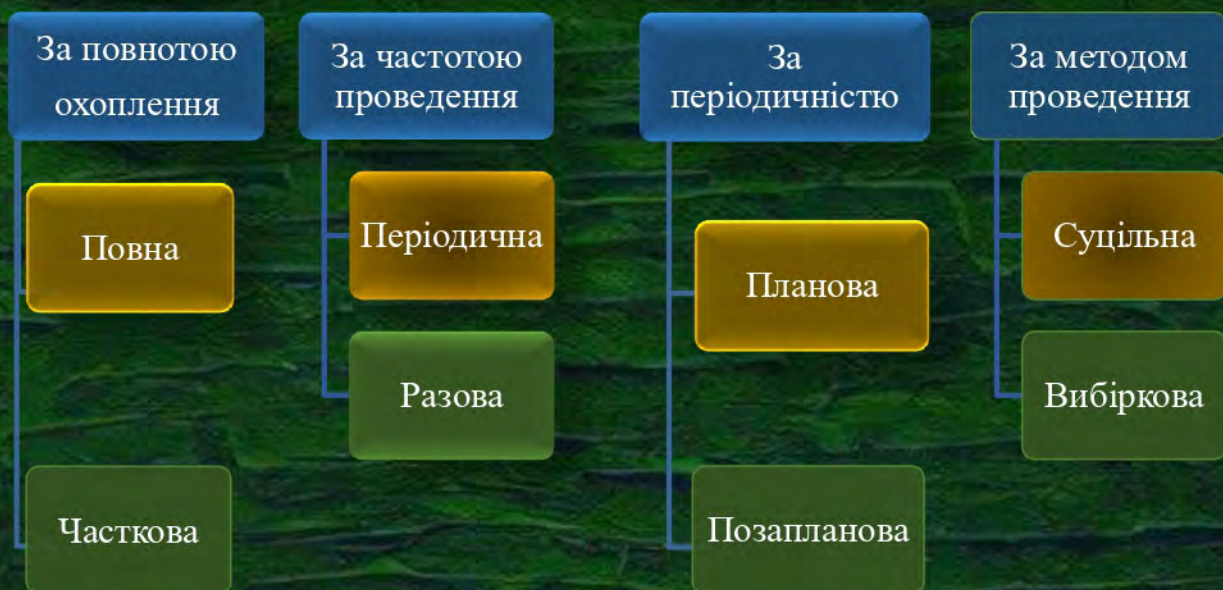 За повнотою
охоплення
Повна
Часткова
За частотою
проведення
Періодична
Разова
За
періодичністю
Планова
Позапланова
За методом
проведення
Суцільна
Вибіркова